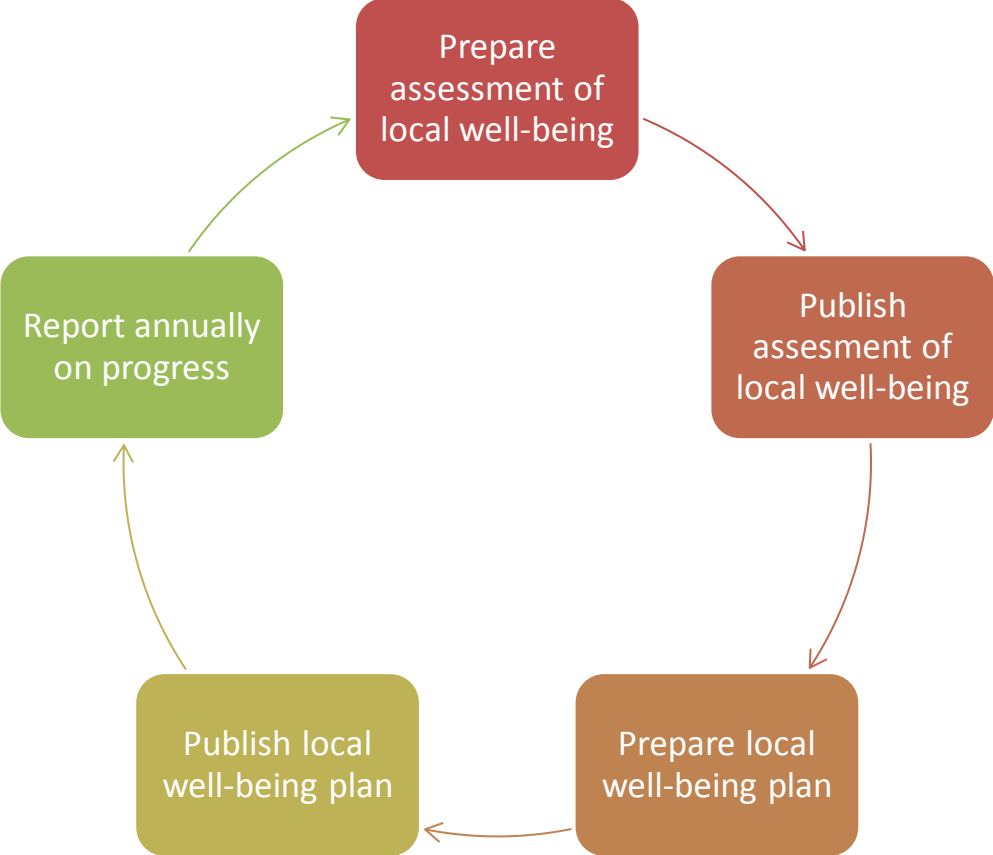 Prepare
assessment of
local well-being
Publish
assesment of
local well-being
Prepare local
well-being plan
Publish local
well-being plan
Report annually
on progress